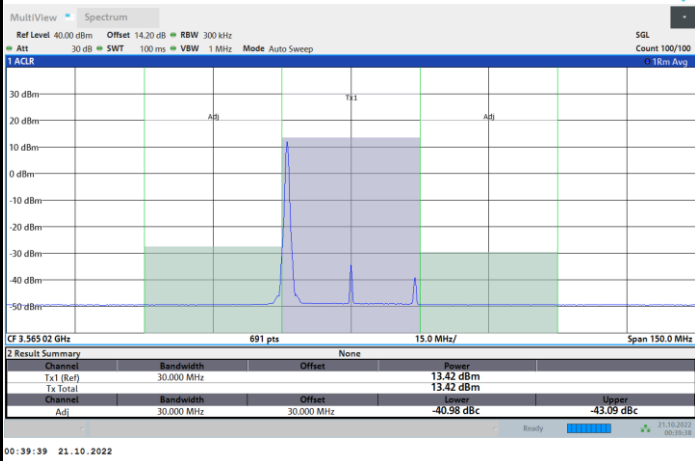 MultiView Spectrum
Ref Level 40.00 dBm Offset 14.20 dB RBW 300 kHz SGL
Att 30 dB SWT 100 ms VBW 1 MHz Mode Auto Sweep Count 100/100
1 ACLR 1Rm Avg
30 dBm
Tx1
20 dBm Adj Adj
10 dBm
0 dBm
-10 dBm
-20 dBm
-30 dBm
-40 dBm
-50 dBm
CF 3.565 02 GHz 691 pts 15.0 MHz/ Span 150.0 MHz
2 Result Summary None
Channel Bandwidth Offset Power
Tx1 (Ref) 30.000 MHz 13.42 dBm
Tx Total 13.42 dBm
Channel Bandwidth Offset Lower Upper
Adj 30.000 MHz 30.000 MHz -40.98 dBc -43.09 dBc
Ready 21.10.2022
00:39:38
00:39:39 21.10.2022